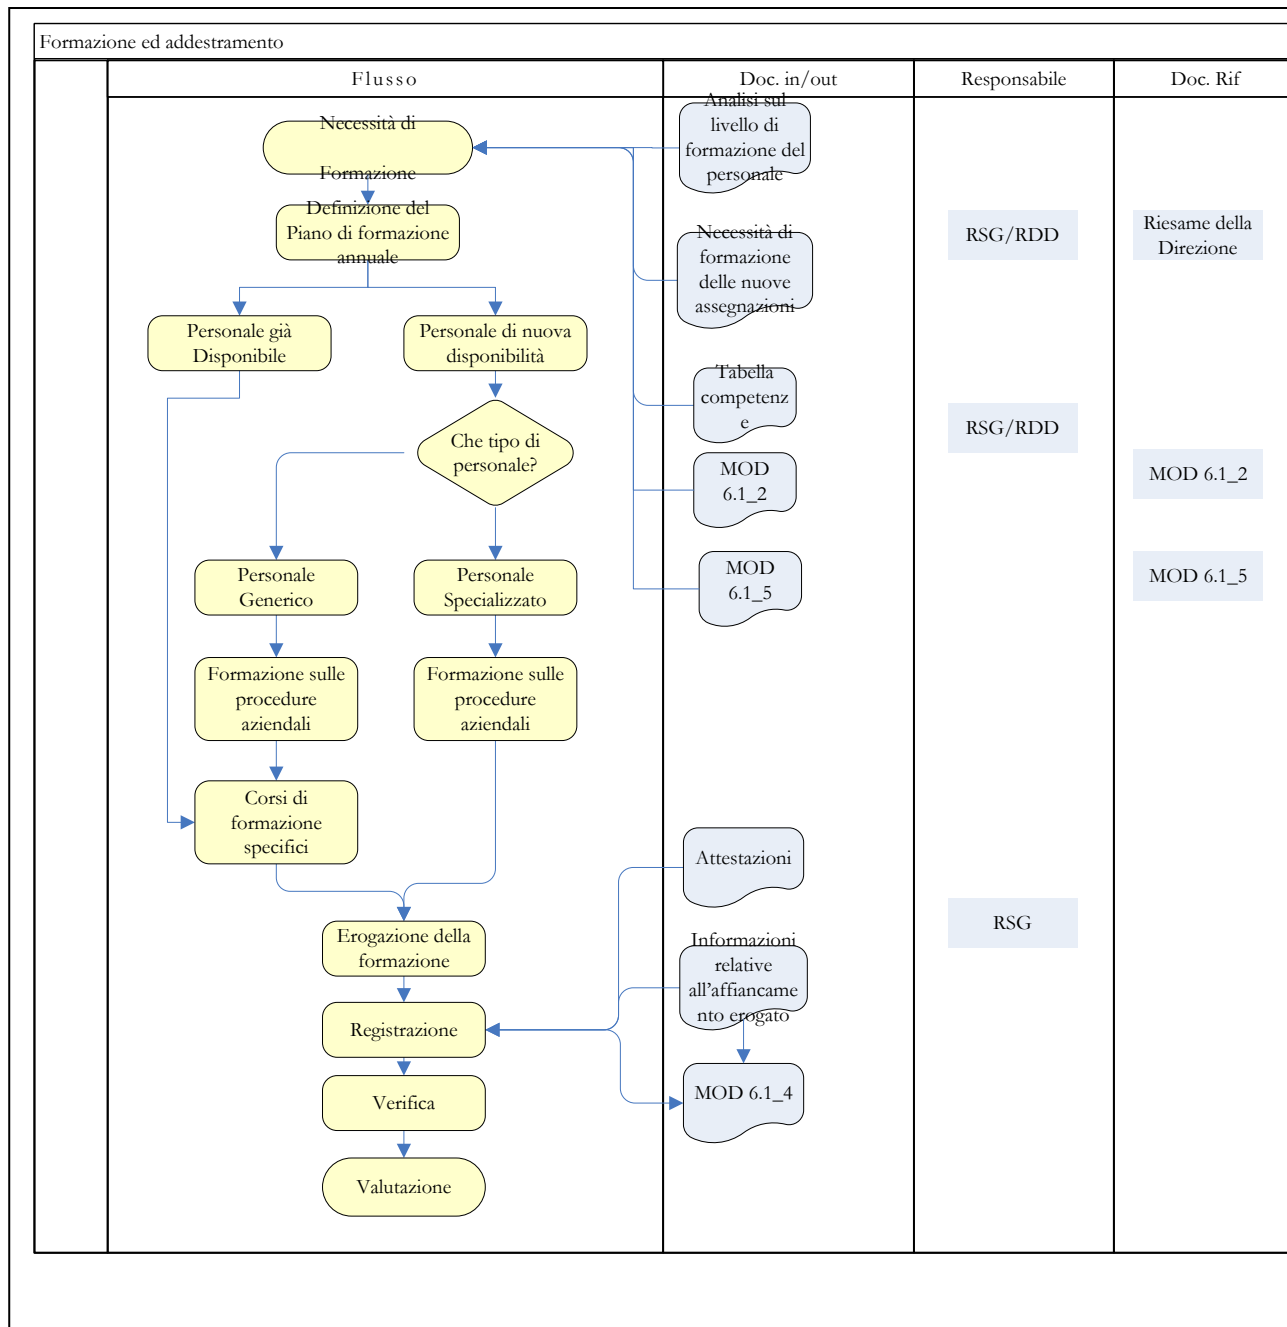 Formazione ed addestramento
Flusso
Doc. in/out
Responsabile
Doc. Rif
Necessità di
Formazione
Analisi sul
livello di
formazione del
personale
Definizione del
Piano di formazione
annuale
Necessità di
formazione
delle nuove
assegnazioni
RSG/RDD
Riesame della
Direzione
Personale già
Disponibile
Personale di nuova
disponibilità
Tabella
competenz
e
RSG/RDD
Che tipo di
personale?
MOD
6.1_2
MOD 6.1_2
Personale
Generico
Personale
Specializzato
MOD
6.1_5
MOD 6.1_5
Formazione sulle
procedure
aziendali
Formazione sulle
procedure
aziendali
Corsi di
formazione
specifici
Attestazioni
Erogazione della
formazione
Informazioni
relative
all'affiancame
nto erogato
RSG
Registrazione
MOD 6.1_4
Verifica
Valutazione